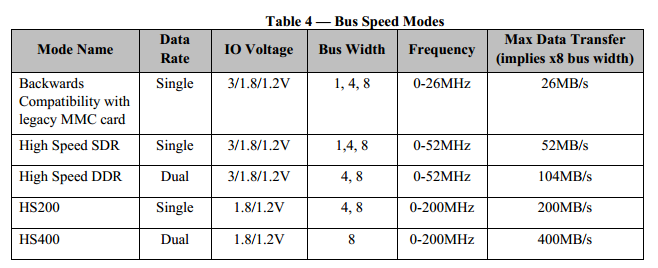 Table 4 — Bus Speed Modes
Mode Name Data Rate IO Voltage Bus Width Frequency Max Data Transfer (implies x8 bus width)
Backwards Compatibility with legacy MMC card Single 3/1.8/1.2V 1, 4, 8 0-26MHz 26MB/s
High Speed SDR Single 3/1.8/1.2V 1,4, 8 0-52MHz 52MB/s
High Speed DDR Dual 3/1.8/1.2V 4, 8 0-52MHz 104MB/s
HS200 Single 1.8/1.2V 4, 8 0-200MHz 200MB/s
HS400 Dual 1.8/1.2V 8 0-200MHz 400MB/s